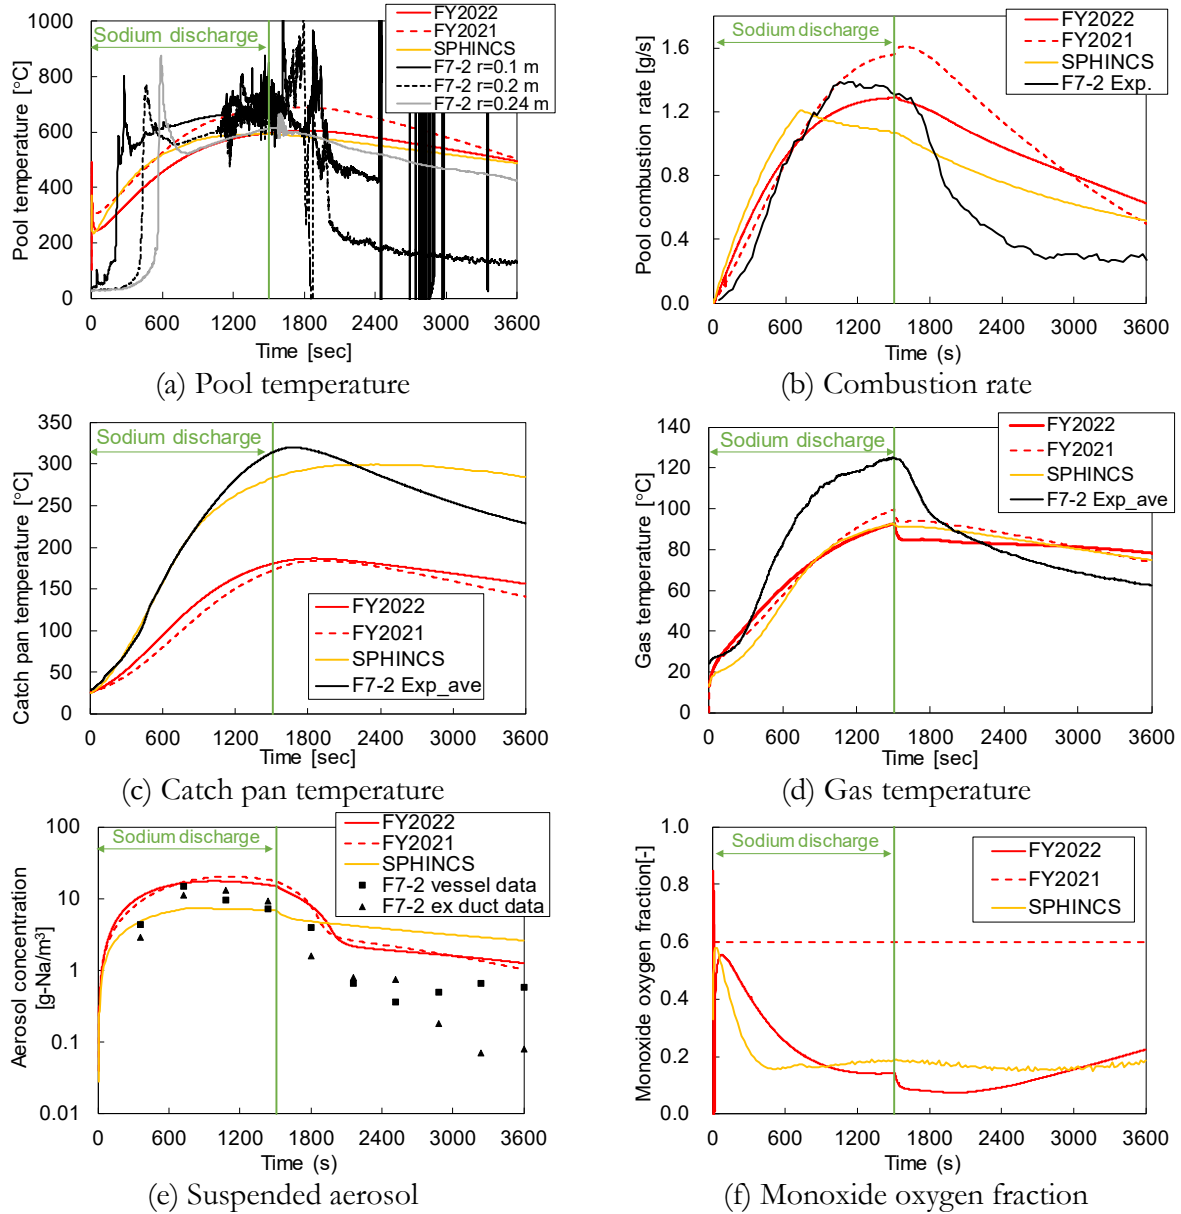 1000
800
600
400
200
0
Pool temperature [°C]
Sodium discharge
FY2022
FY2021
SPHINCS
F7-2 r=0.1 m
F7-2 r=0.2 m
F7-2 r=0.24 m
0 600 1200 1800 2400 3000 3600
Time [sec]
(a) Pool temperature
1.6
1.2
0.8
0.4
0.0
Pool combustion rate [g/s]
Sodium discharge
FY2022
FY2021
SPHINCS
F7-2 Exp.
0 600 1200 1800 2400 3000 3600
Time (s)
(b) Combustion rate
350
300
250
200
150
100
50
0
Catch pan temperature [°C]
Sodium discharge
FY2022
FY2021
SPHINCS
F7-2 Exp_ave
0 600 1200 1800 2400 3000 3600
Time [sec]
(c) Catch pan temperature
140
120
100
80
60
40
20
0
Gas temperature [°C]
Sodium discharge
FY2022
FY2021
SPHINCS
F7-2 Exp_ave
0 600 1200 1800 2400 3000 3600
Time [sec]
(d) Gas temperature
100
10
1
0.1
0.01
Aerosol concentration
[g-Na/m³]
Sodium discharge
FY2022
FY2021
SPHINCS
F7-2 vessel data
F7-2 ex duct data
0 600 1200 1800 2400 3000 3600
Time (s)
(e) Suspended aerosol
1.0
0.8
0.6
0.4
0.2
0.0
Monoxide oxygen fraction[-]
Sodium discharge
FY2022
FY2021
SPHINCS
0 600 1200 1800 2400 3000 3600
Time (s)
(f) Monoxide oxygen fraction